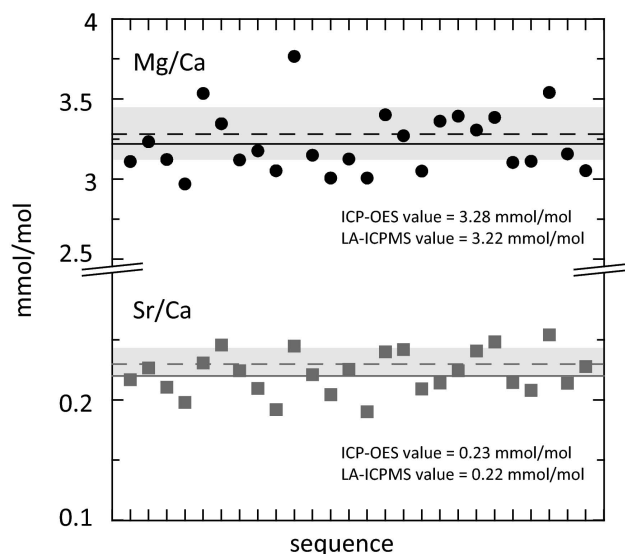 4
Mg/Ca
3.5
3
ICP-OES value = 3.28 mmol/mol
LA-ICPMS value = 3.22 mmol/mol
2.5
mmol/mol
Sr/Ca
0.2
ICP-OES value = 0.23 mmol/mol
LA-ICPMS value = 0.22 mmol/mol
0.1
sequence